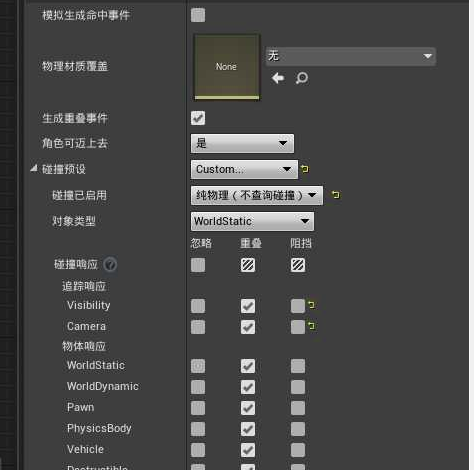 模拟生成命中事件
物理材质覆盖
None
无
生成重叠事件
角色可迈上去
是
碰撞预设
Custom...
碰撞已启用
纯物理（不查询碰撞）
对象类型
WorldStatic
忽略 重叠 阻挡
碰撞响应 ?
追踪响应
Visibility
Camera
物体响应
WorldStatic
WorldDynamic
Pawn
PhysicsBody
Vehicle
Destructible